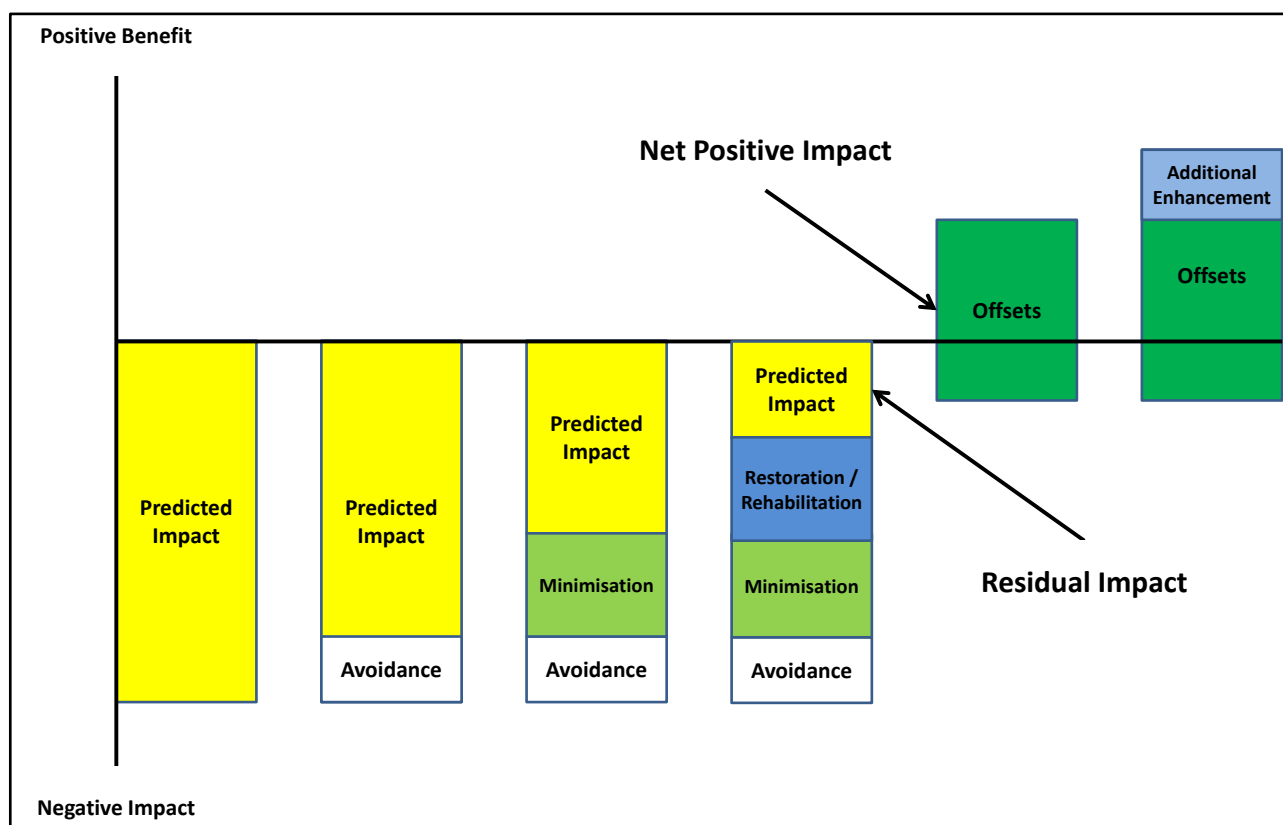 Positive Benefit
Net Positive Impact
Additional
Enhancement
Offsets
Offsets
Predicted
Impact
Predicted
Impact
Predicted
Impact
Predicted
Impact
Restoration /
Rehabilitation
Minimisation
Minimisation
Residual Impact
Avoidance
Avoidance
Avoidance
Negative Impact